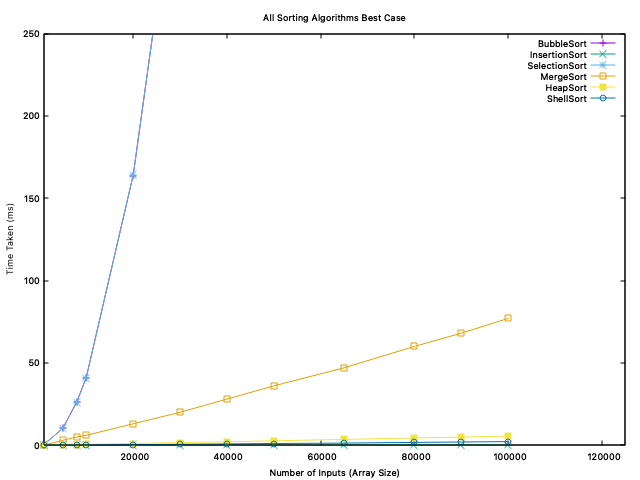 All Sorting Algorithms Best Case
250
200
150
100
50
0
Time Taken (ms)
BubbleSort
InsertionSort
SelectionSort
MergeSort
HeapSort
ShellSort
20000 40000 60000 80000 100000 120000
Number of Inputs (Array Size)